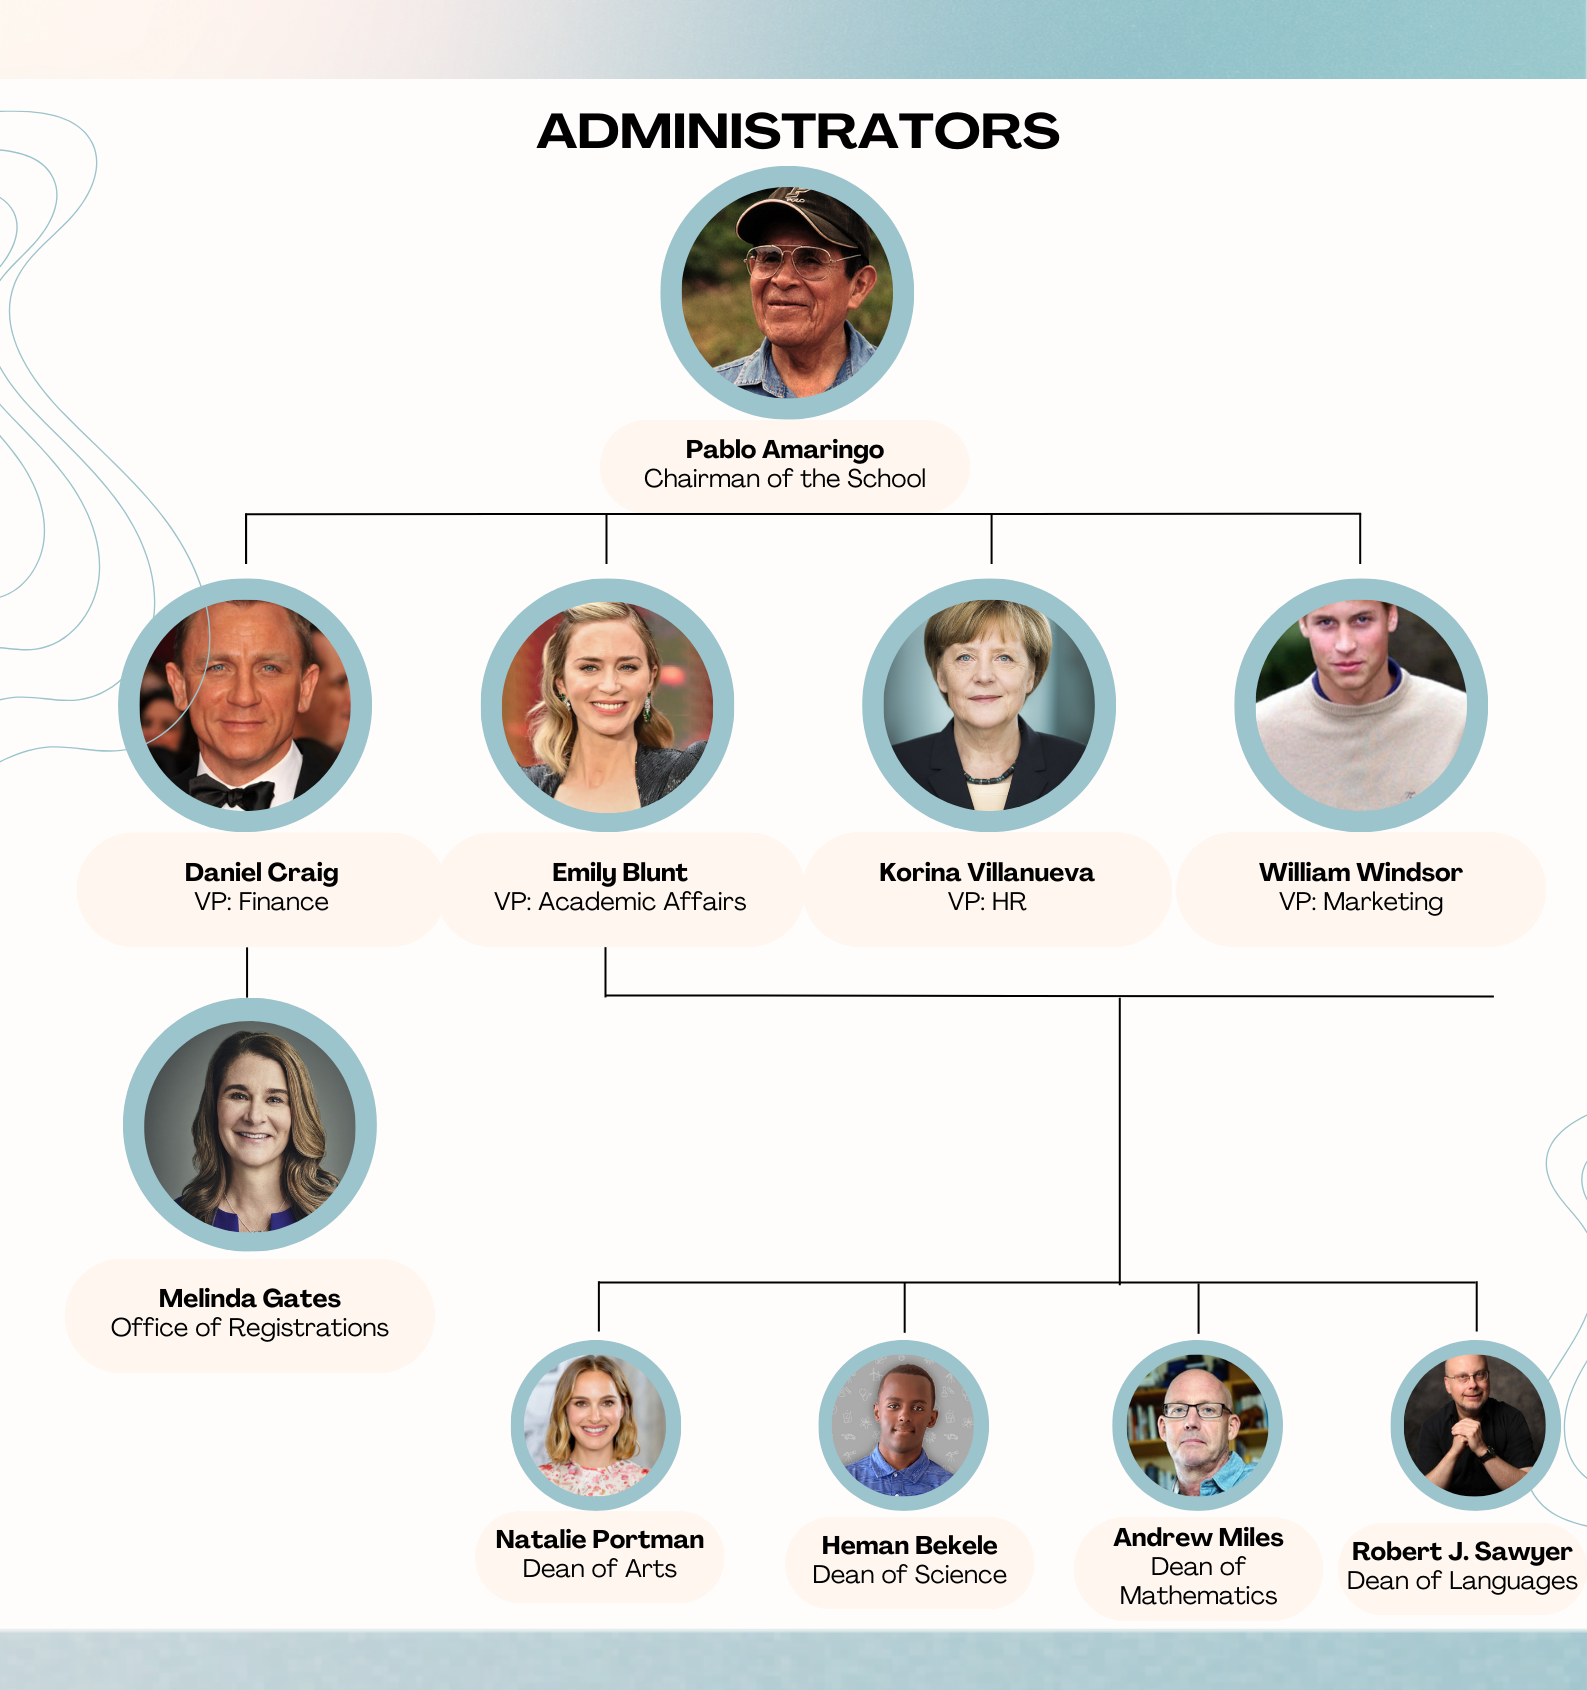 ADMINISTRATORS
POLO
Pablo Amaringo
Chairman of the School
Daniel Craig
VP: Finance
Emily Blunt
VP: Academic Affairs
Korina Villanueva
VP: HR
William Windsor
VP: Marketing
Melinda Gates
Office of Registrations
Natalie Portman
Dean of Arts
Heman Bekele
Dean of Science
Andrew Miles
Dean of
Mathematics
Robert J. Sawyer
Dean of Languages